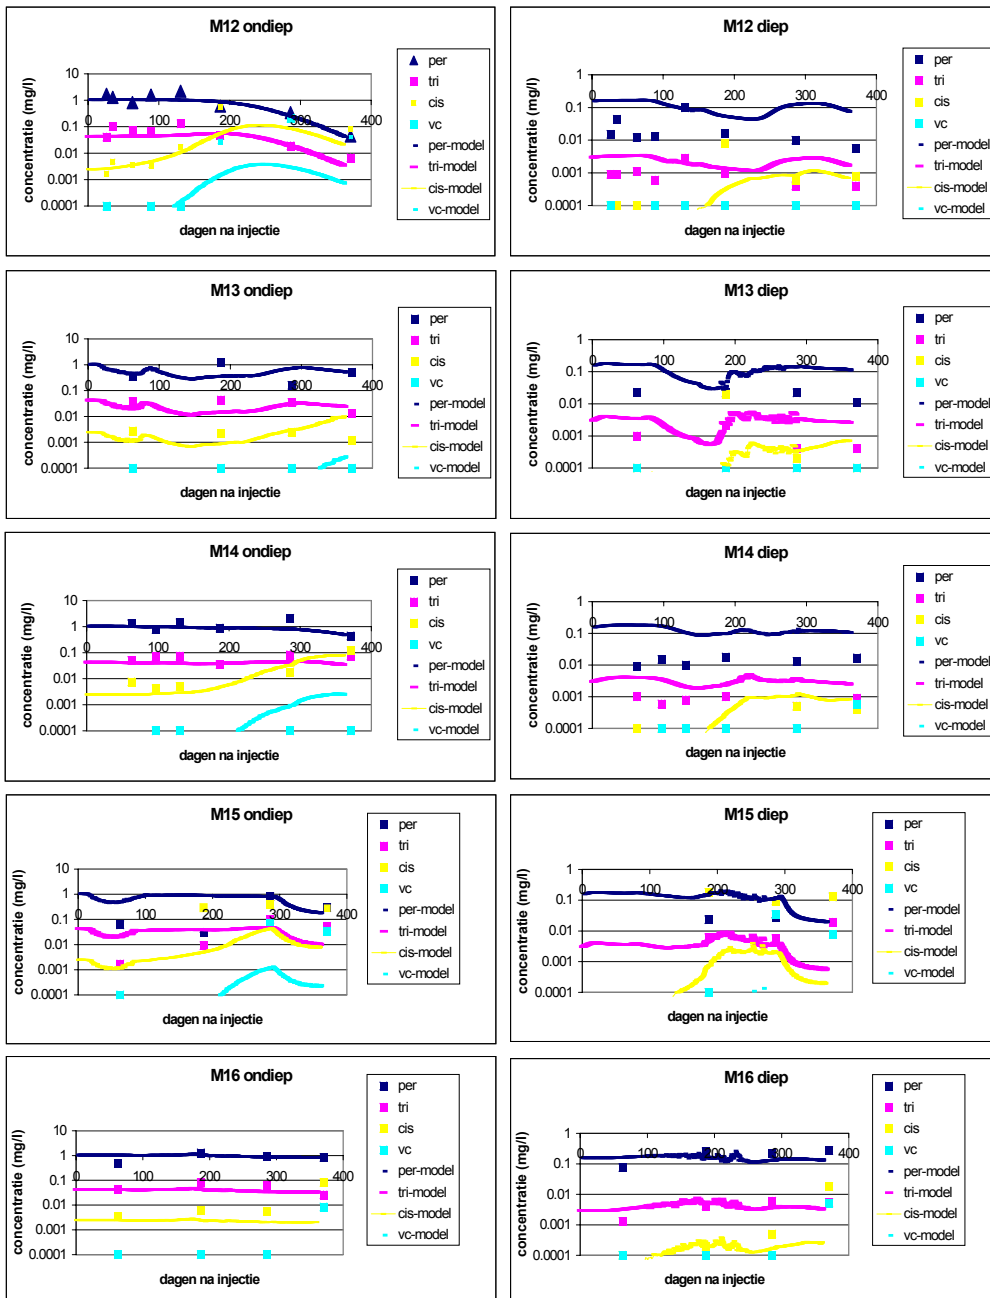 M12 ondiep
concentratie (mg/l)
10
1
0.1
0.01
0.001
0.0001
0
100
200
300
400
dagen na injectie
per
tri
cis
vc
per-model
tri-model
cis-model
vc-model
M12 diep
concentratie (mg/l)
1
0.1
0.01
0.001
0.0001
0
100
200
300
400
dagen na injectie
per
tri
cis
vc
per-model
tri-model
cis-model
vc-model
M13 ondiep
concentratie (mg/l)
10
1
0.1
0.01
0.001
0.0001
0
100
200
300
400
dagen na injectie
per
tri
cis
vc
per-model
tri-model
cis-model
vc-model
M13 diep
concentratie (mg/l)
1
0.1
0.01
0.001
0.0001
0
100
200
300
400
dagen na injectie
per
tri
cis
vc
per-model
tri-model
cis-model
vc-model
M14 ondiep
concentratie (mg/l)
10
1
0.1
0.01
0.001
0.0001
0
100
200
300
400
dagen na injectie
per
tri
cis
vc
per-model
tri-model
cis-model
vc-model
M14 diep
concentratie (mg/l)
1
0.1
0.01
0.001
0.0001
0
100
200
300
400
dagen na injectie
per
tri
cis
vc
per-model
tri-model
cis-model
vc-model
M15 ondiep
concentratie (mg/l)
10
1
0.1
0.01
0.001
0.0001
0
100
200
300
400
dagen na injectie
per
tri
cis
vc
per-model
tri-model
cis-model
vc-model
M15 diep
concentratie (mg/l)
1
0.1
0.01
0.001
0.0001
0
100
200
300
400
dagen na injectie
per
tri
cis
vc
per-model
tri-model
cis-model
vc-model
M16 ondiep
concentratie (mg/l)
10
1
0.1
0.01
0.001
0.0001
0
100
200
300
400
dagen na injectie
per
tri
cis
vc
per-model
tri-model
cis-model
vc-model
M16 diep
concentratie (mg/l)
1
0.1
0.01
0.001
0.0001
0
100
200
300
400
dagen na injectie
per
tri
cis
vc
per-model
tri-model
cis-model
vc-model